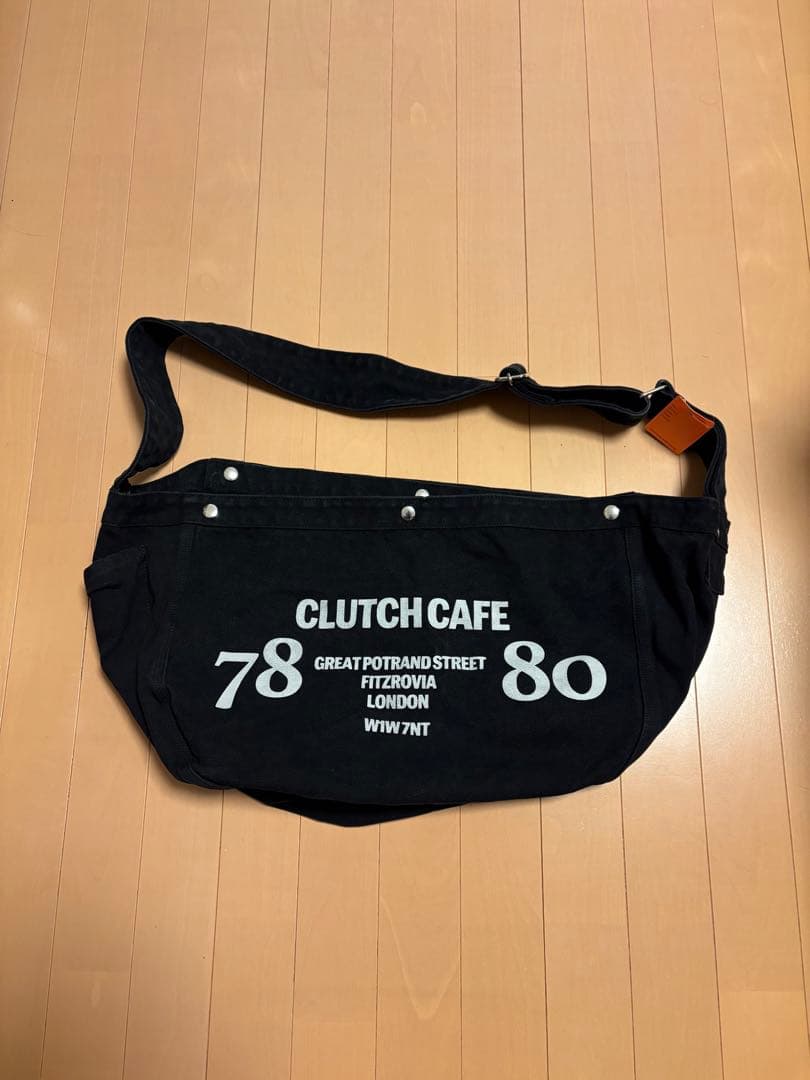 CLUTCH CAFE
78 GREAT POTRAND STREET 80
FITZROVIA
LONDON
W1W 7NT